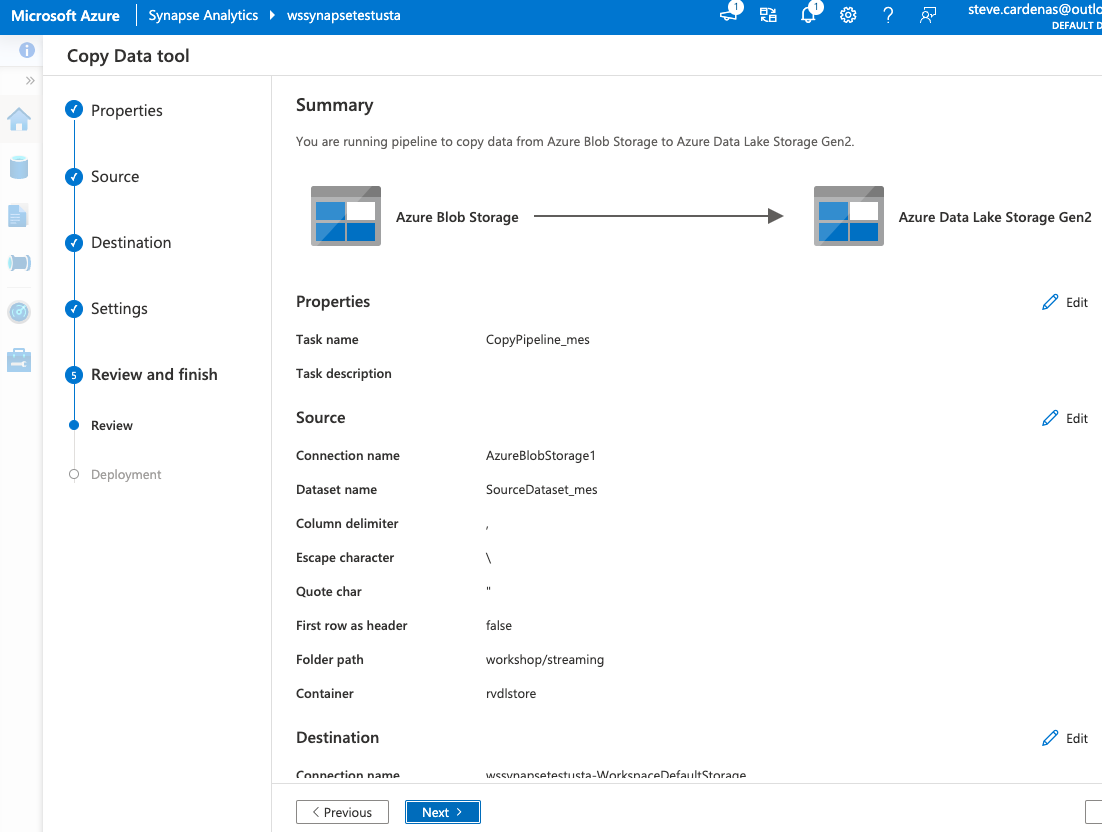 Microsoft Azure Synapse Analytics wssynapsetestusta 1 1 ? steve.cardenas@outlo
DEFAULT D
Copy Data tool
Properties
Source
Destination
Settings
5 Review and finish
Review
Deployment
Summary
You are running pipeline to copy data from Azure Blob Storage to Azure Data Lake Storage Gen2.
Azure Blob Storage Azure Data Lake Storage Gen2
Properties Edit
Task name CopyPipeline_mes
Task description
Source Edit
Connection name AzureBlobStorage1
Dataset name SourceDataset_mes
Column delimiter ,
Escape character \
Quote char "
First row as header false
Folder path workshop/streaming
Container rvdlstore
Destination Edit
Connection name wssynapsetestusta-WorkspaceDefaultStorage
< Previous Next >